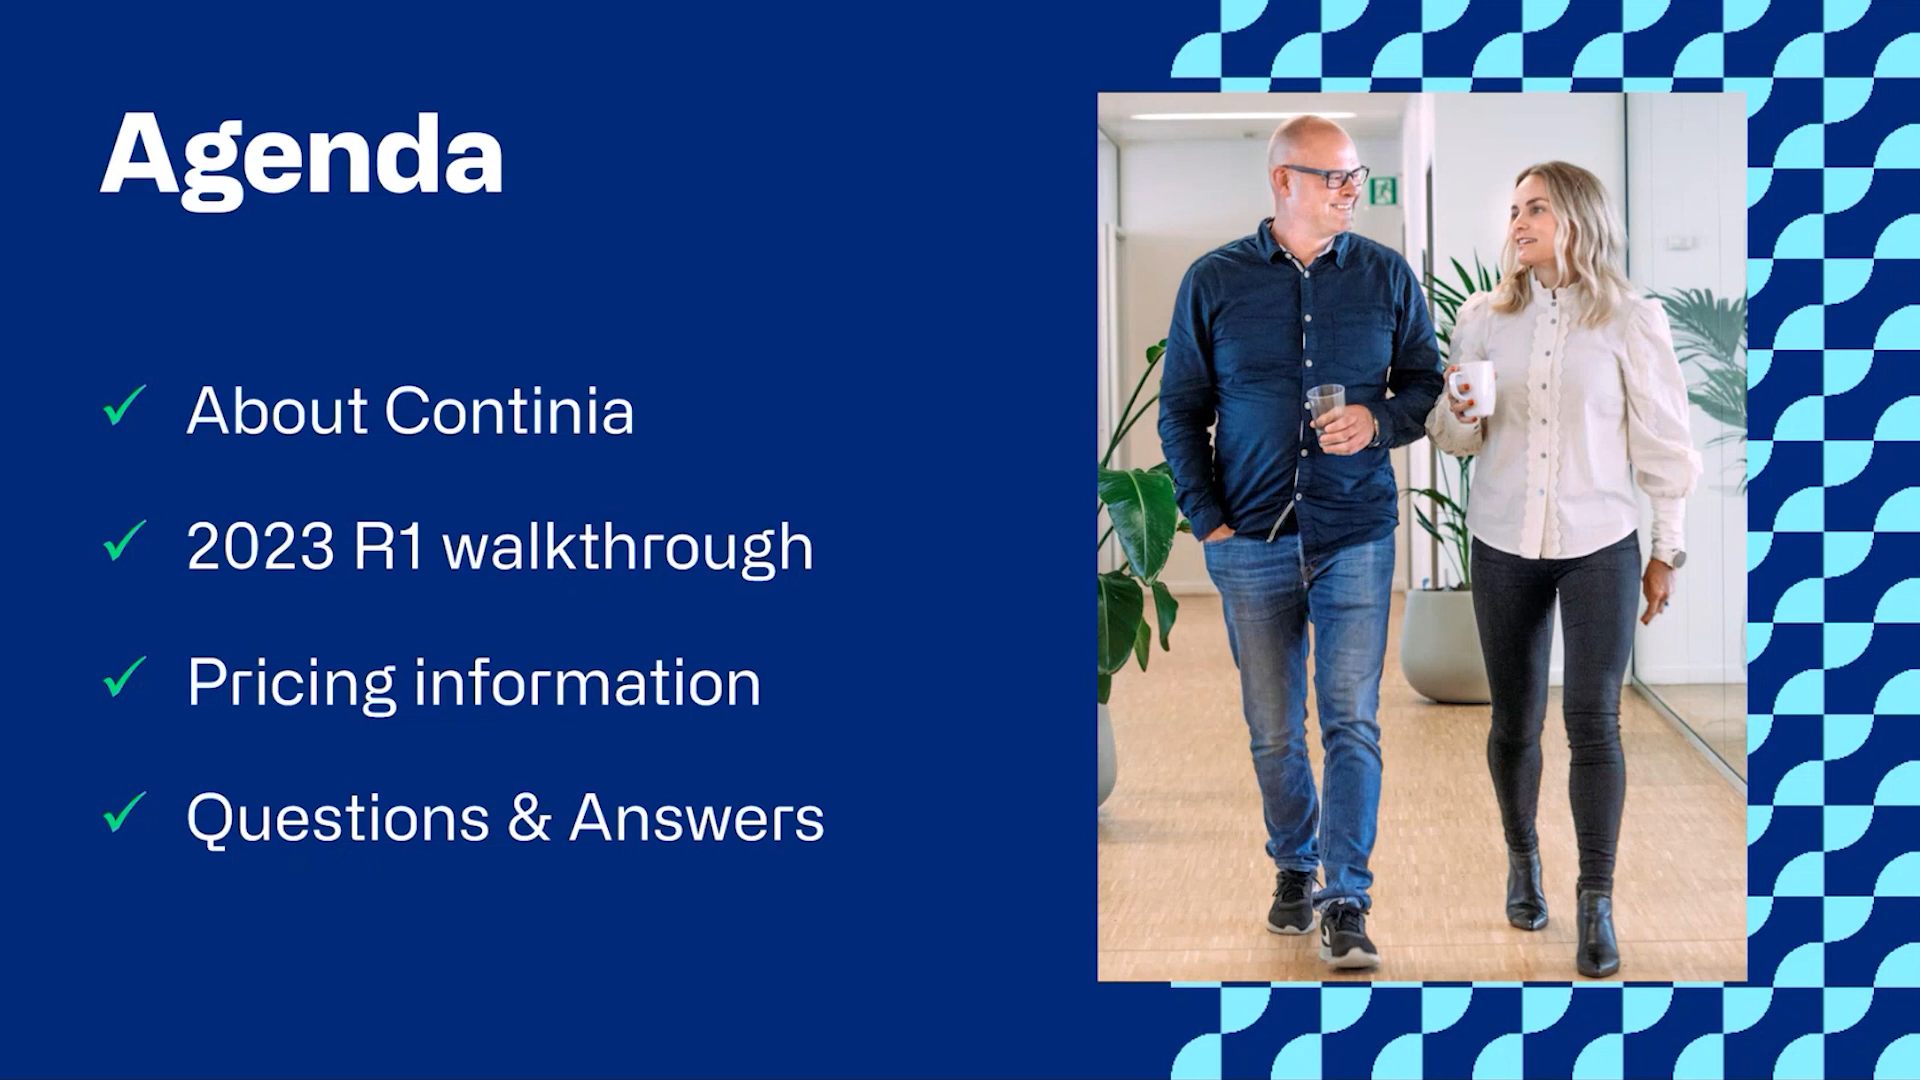 Agenda
About Continia
2023 R1 walkthrough
Pricing information
Questions & Answers